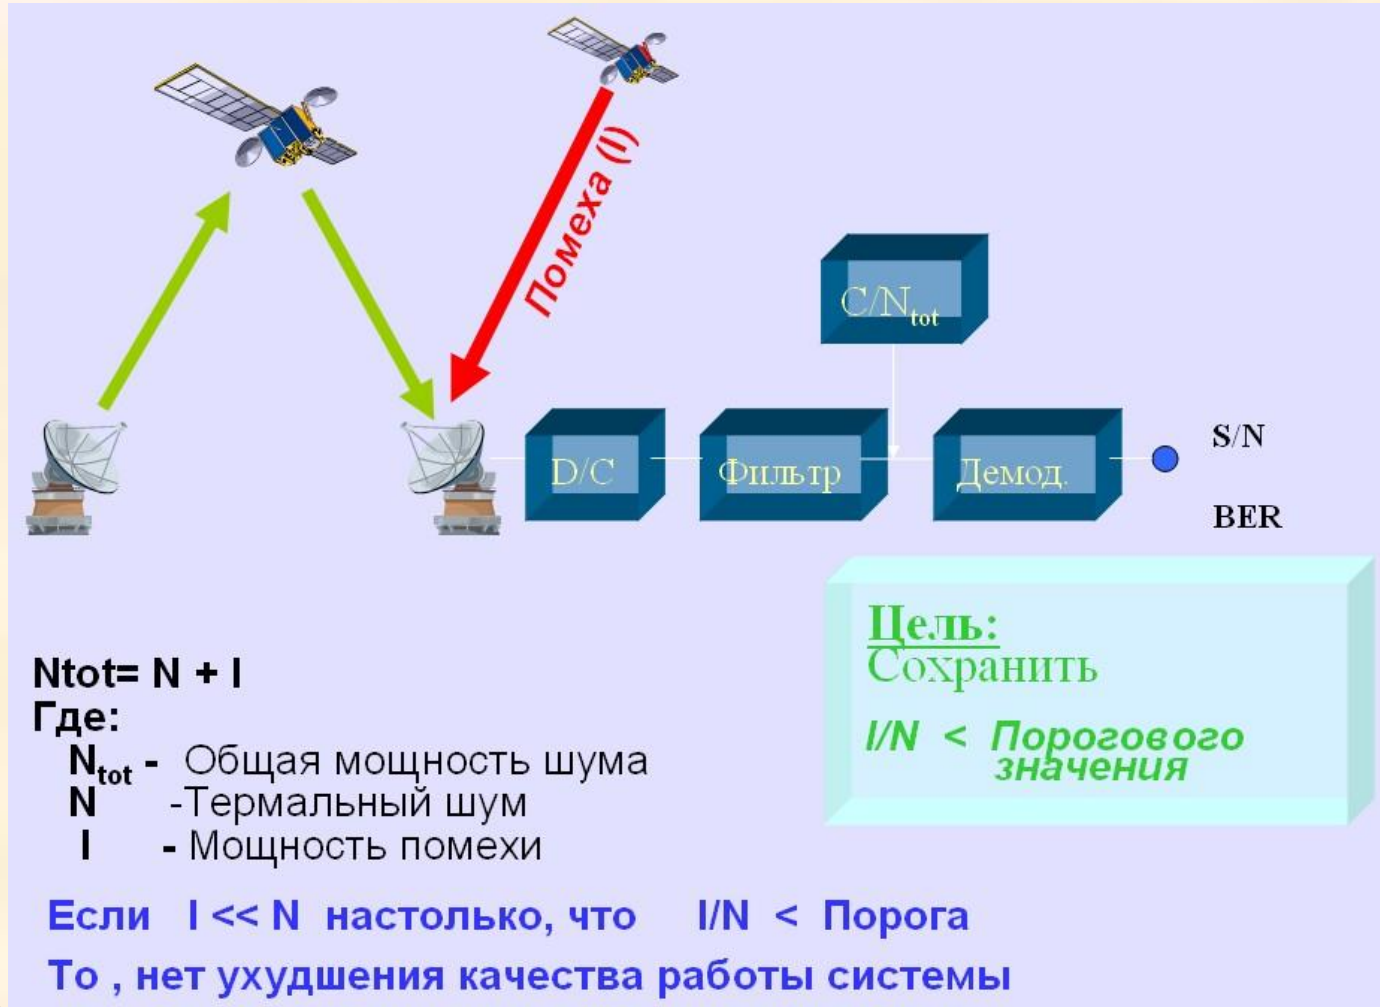 Помеха (I)
C/Ntot
D/C
Фильтр
Демод.
S/N
BER
Цель:
Сохранить
I/N < Порогового
значения
Ntot= N + I
Где:
Ntot - Общая мощность шума
N -Термальный шум
I - Мощность помехи
Если I << N настолько, что I/N < Порога
То , нет ухудшения качества работы системы